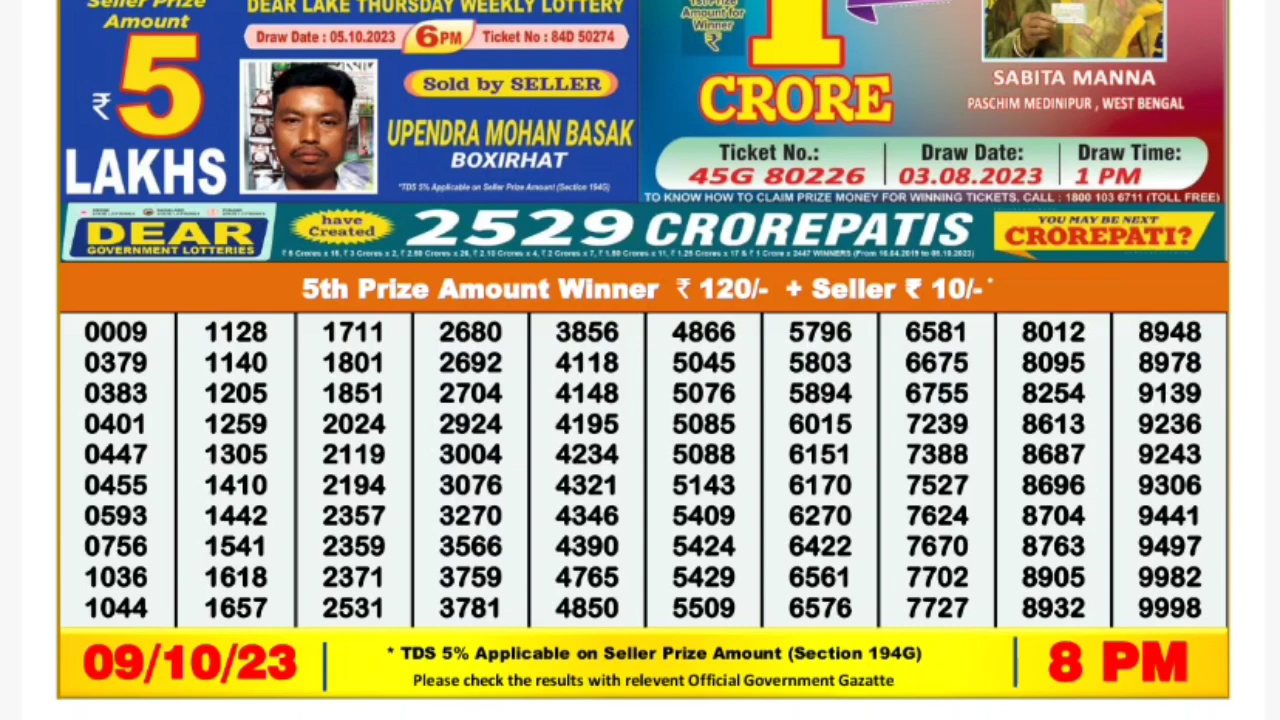 Seller Prize
Amount
₹ 5
LAKHS
DEAR LAKE THURSDAY WEEKLY LOTTERY
Draw Date : 05.10.2023 6PM Ticket No : 84D 50274
Sold by SELLER
UPENDRA MOHAN BASAK
BOXIRHAT
*TDS 5% Applicable on Seller Prize Amount (Section 194G)
1st Prize
Amount for
Winner
₹
1
CRORE
SABITA MANNA
PASCHIM MEDINIPUR , WEST BENGAL
Ticket No.: Draw Date: Draw Time:
45G 80226 03.08.2023 1 PM
TO KNOW HOW TO CLAIM PRIZE MONEY FOR WINNING TICKETS, CALL : 1800 103 6711 (TOLL FREE)
DEAR
GOVERNMENT LOTTERIES
have
Created
2529 CROREPATIS
YOU MAY BE NEXT
CROREPATI?
5th Prize Amount Winner ₹ 120/- + Seller ₹ 10/-*
0009 1128 1711 2680 3856 4866 5796 6581 8012 8948
0379 1140 1801 2692 4118 5045 5803 6675 8095 8978
0383 1205 1851 2704 4148 5076 5894 6755 8254 9139
0401 1259 2024 2924 4195 5085 6015 7239 8613 9236
0447 1305 2119 3004 4234 5088 6151 7388 8687 9243
0455 1410 2194 3076 4321 5143 6170 7527 8696 9306
0593 1442 2357 3270 4346 5409 6270 7624 8704 9441
0756 1541 2359 3566 4390 5424 6422 7670 8763 9497
1036 1618 2371 3759 4765 5429 6561 7702 8905 9982
1044 1657 2531 3781 4850 5509 6576 7727 8932 9998
09/10/23
* TDS 5% Applicable on Seller Prize Amount (Section 194G)
Please check the results with relevent Official Government Gazatte
8 PM